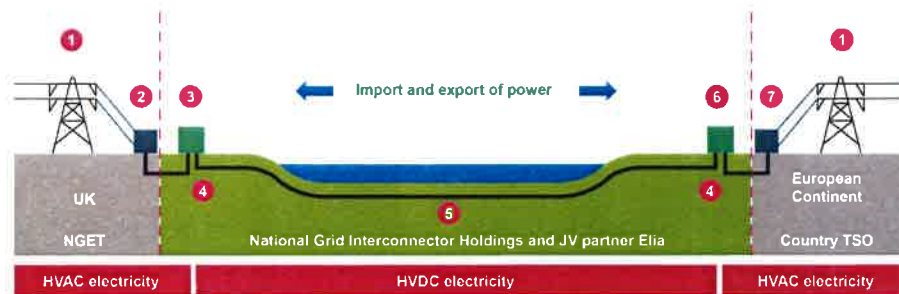 1
1
2
3
Import and export of power
6
7
4
4
UK
5
European
Continent
NGET
National Grid Interconnector Holdings and JV partner Elia
Country TSO
HVAC electricity
HVDC electricity
HVAC electricity